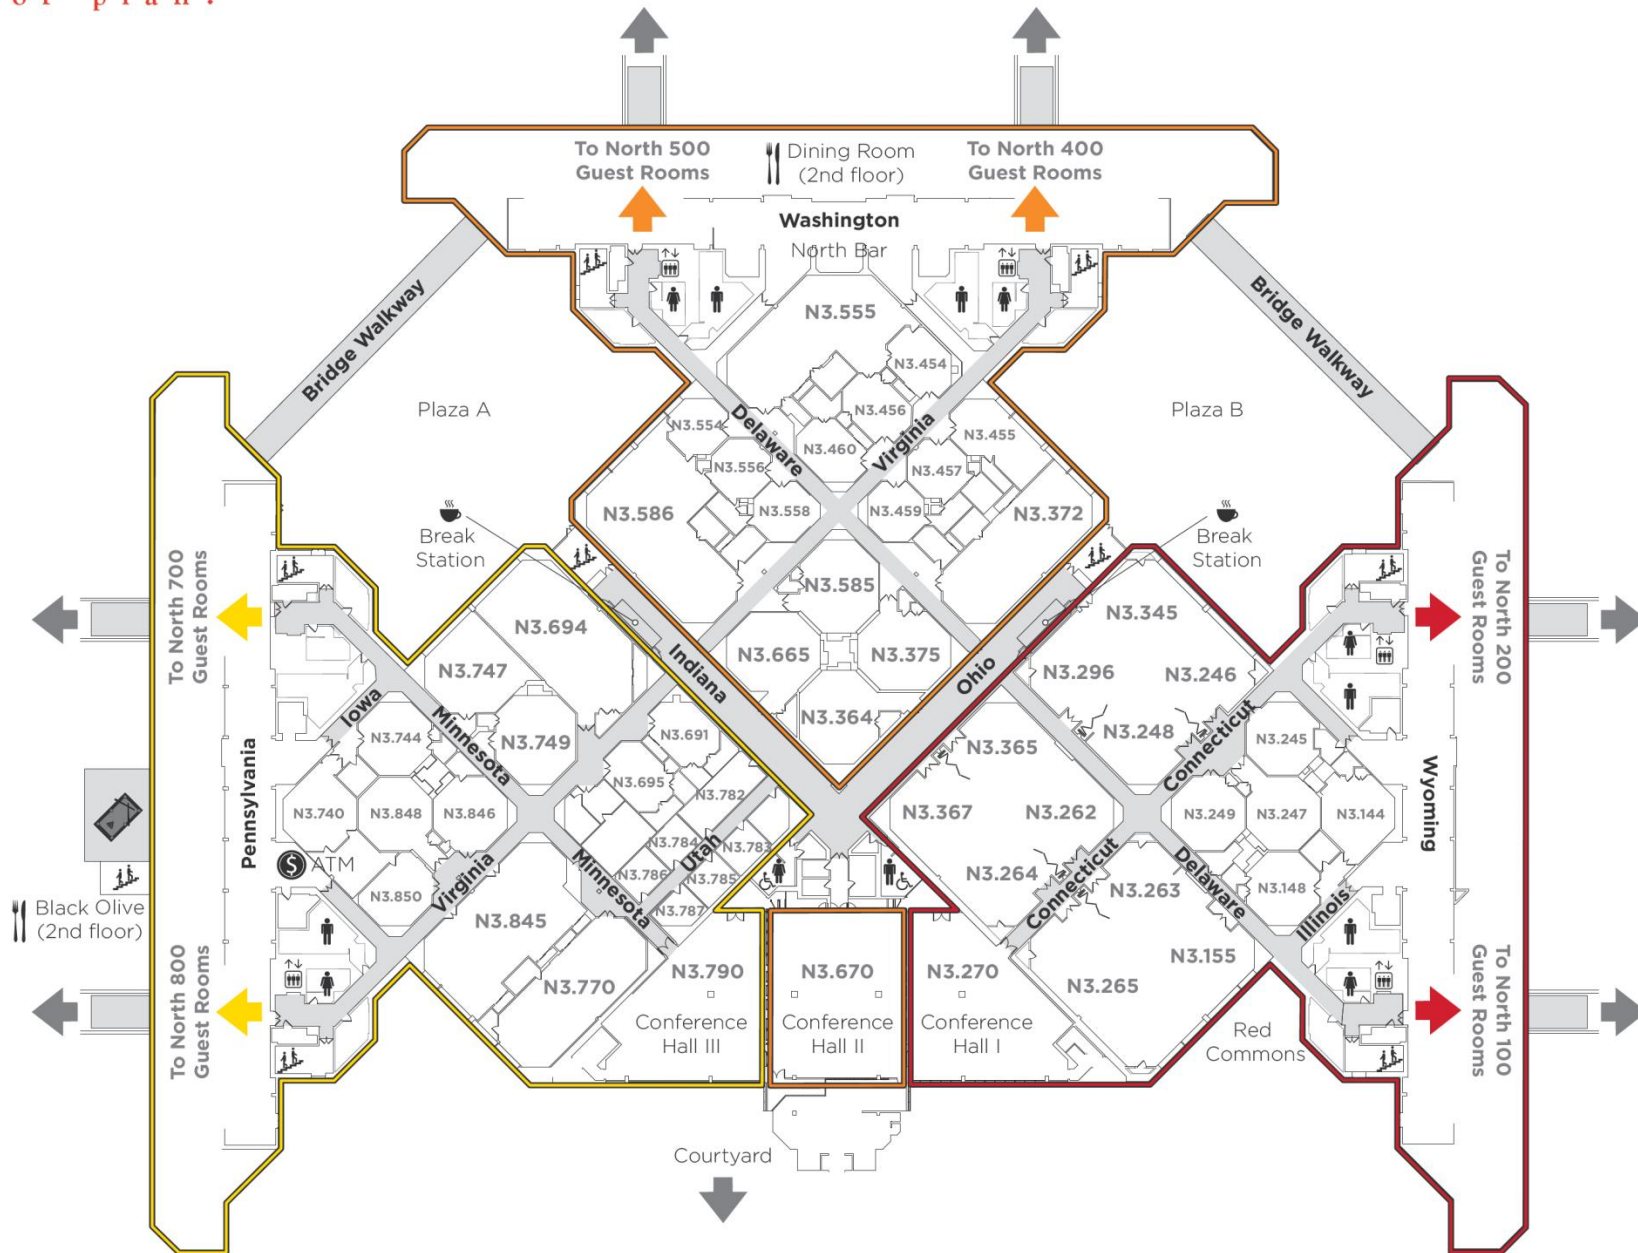 To North 500
Guest Rooms
Dining Room
(2nd floor)
To North 400
Guest Rooms
Washington
North Bar
Bridge Walkway
Bridge Walkway
N3.555
N3.454
N3.456
N3.460
Delaware
Virginia
N3.554
N3.556
N3.558
N3.586
N3.455
N3.457
N3.459
N3.372
Plaza A
Plaza B
Break
Station
Break
Station
N3.585
N3.665
N3.375
N3.364
Indiana
Ohio
To North 700
Guest Rooms
N3.694
N3.747
N3.749
Iowa
Minnesota
N3.744
N3.740
N3.848
N3.846
N3.850
N3.691
N3.695
N3.782
N3.784
N3.783
N3.786
N3.785
N3.787
Utah
Minnesota
Virginia
Pennsylvania
ATM
Black Olive
(2nd floor)
To North 800
Guest Rooms
N3.845
N3.770
N3.790
Conference
Hall III
N3.670
Conference
Hall II
N3.270
Conference
Hall I
Courtyard
N3.345
N3.296
N3.246
N3.248
Connecticut
N3.365
N3.367
N3.262
N3.264
Connecticut
N3.263
N3.265
N3.155
N3.245
N3.249
N3.247
N3.144
N3.148
Delaware
Illinois
Wyoming
To North 200
Guest Rooms
To North 100
Guest Rooms
Red
Commons